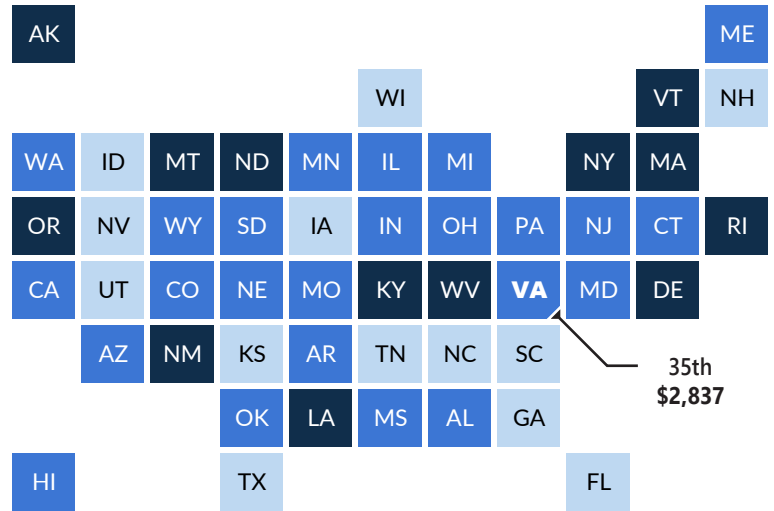 AK ME
WI VT NH
WA ID MT ND MN IL MI NY MA
OR NV WY SD IA IN OH PA NJ CT RI
CA UT CO NE MO KY WV VA MD DE
AZ NM KS AR TN NC SC
35th
$2,837
OK LA MS AL GA
HI TX FL